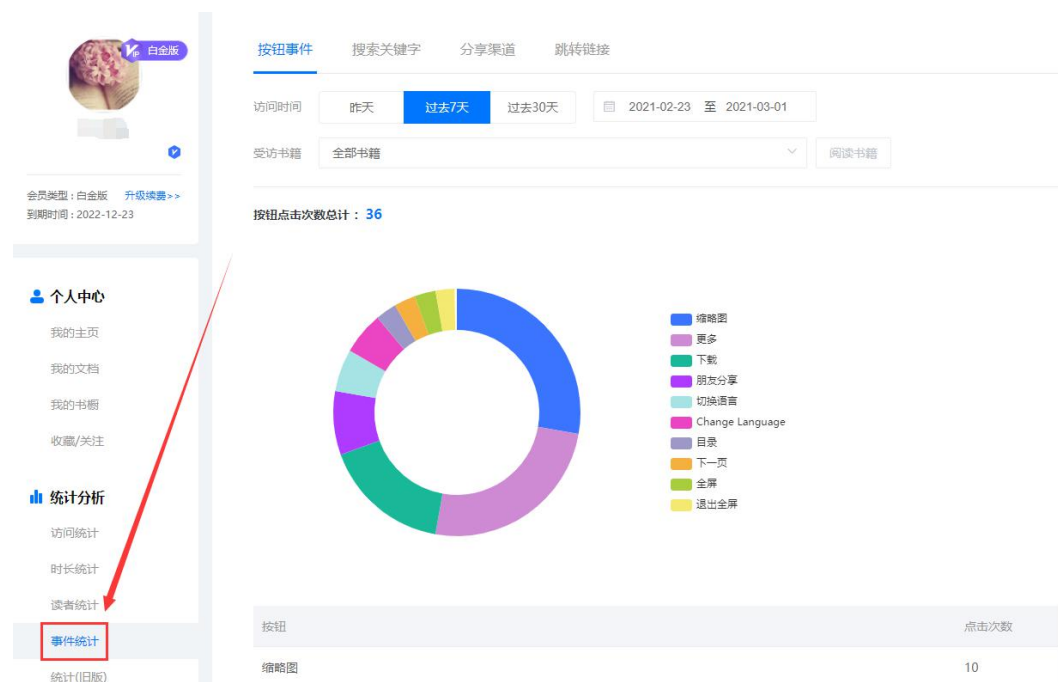 白金版
会员类型：白金版 升级续费>>
到期时间：2022-12-23
个人中心
我的主页
我的文档
我的书橱
收藏/关注
统计分析
访问统计
时长统计
读者统计
事件统计
统计(旧版)
按钮事件 搜索关键字 分享渠道 跳转链接
访问时间 昨天 过去7天 过去30天 2021-02-23 至 2021-03-01
受访书籍 全部书籍 阅读书籍
按钮点击次数总计： 36
缩略图
更多
下载
朋友分享
切换语言
Change Language
目录
下一页
全屏
退出全屏
按钮 点击次数
缩略图 10